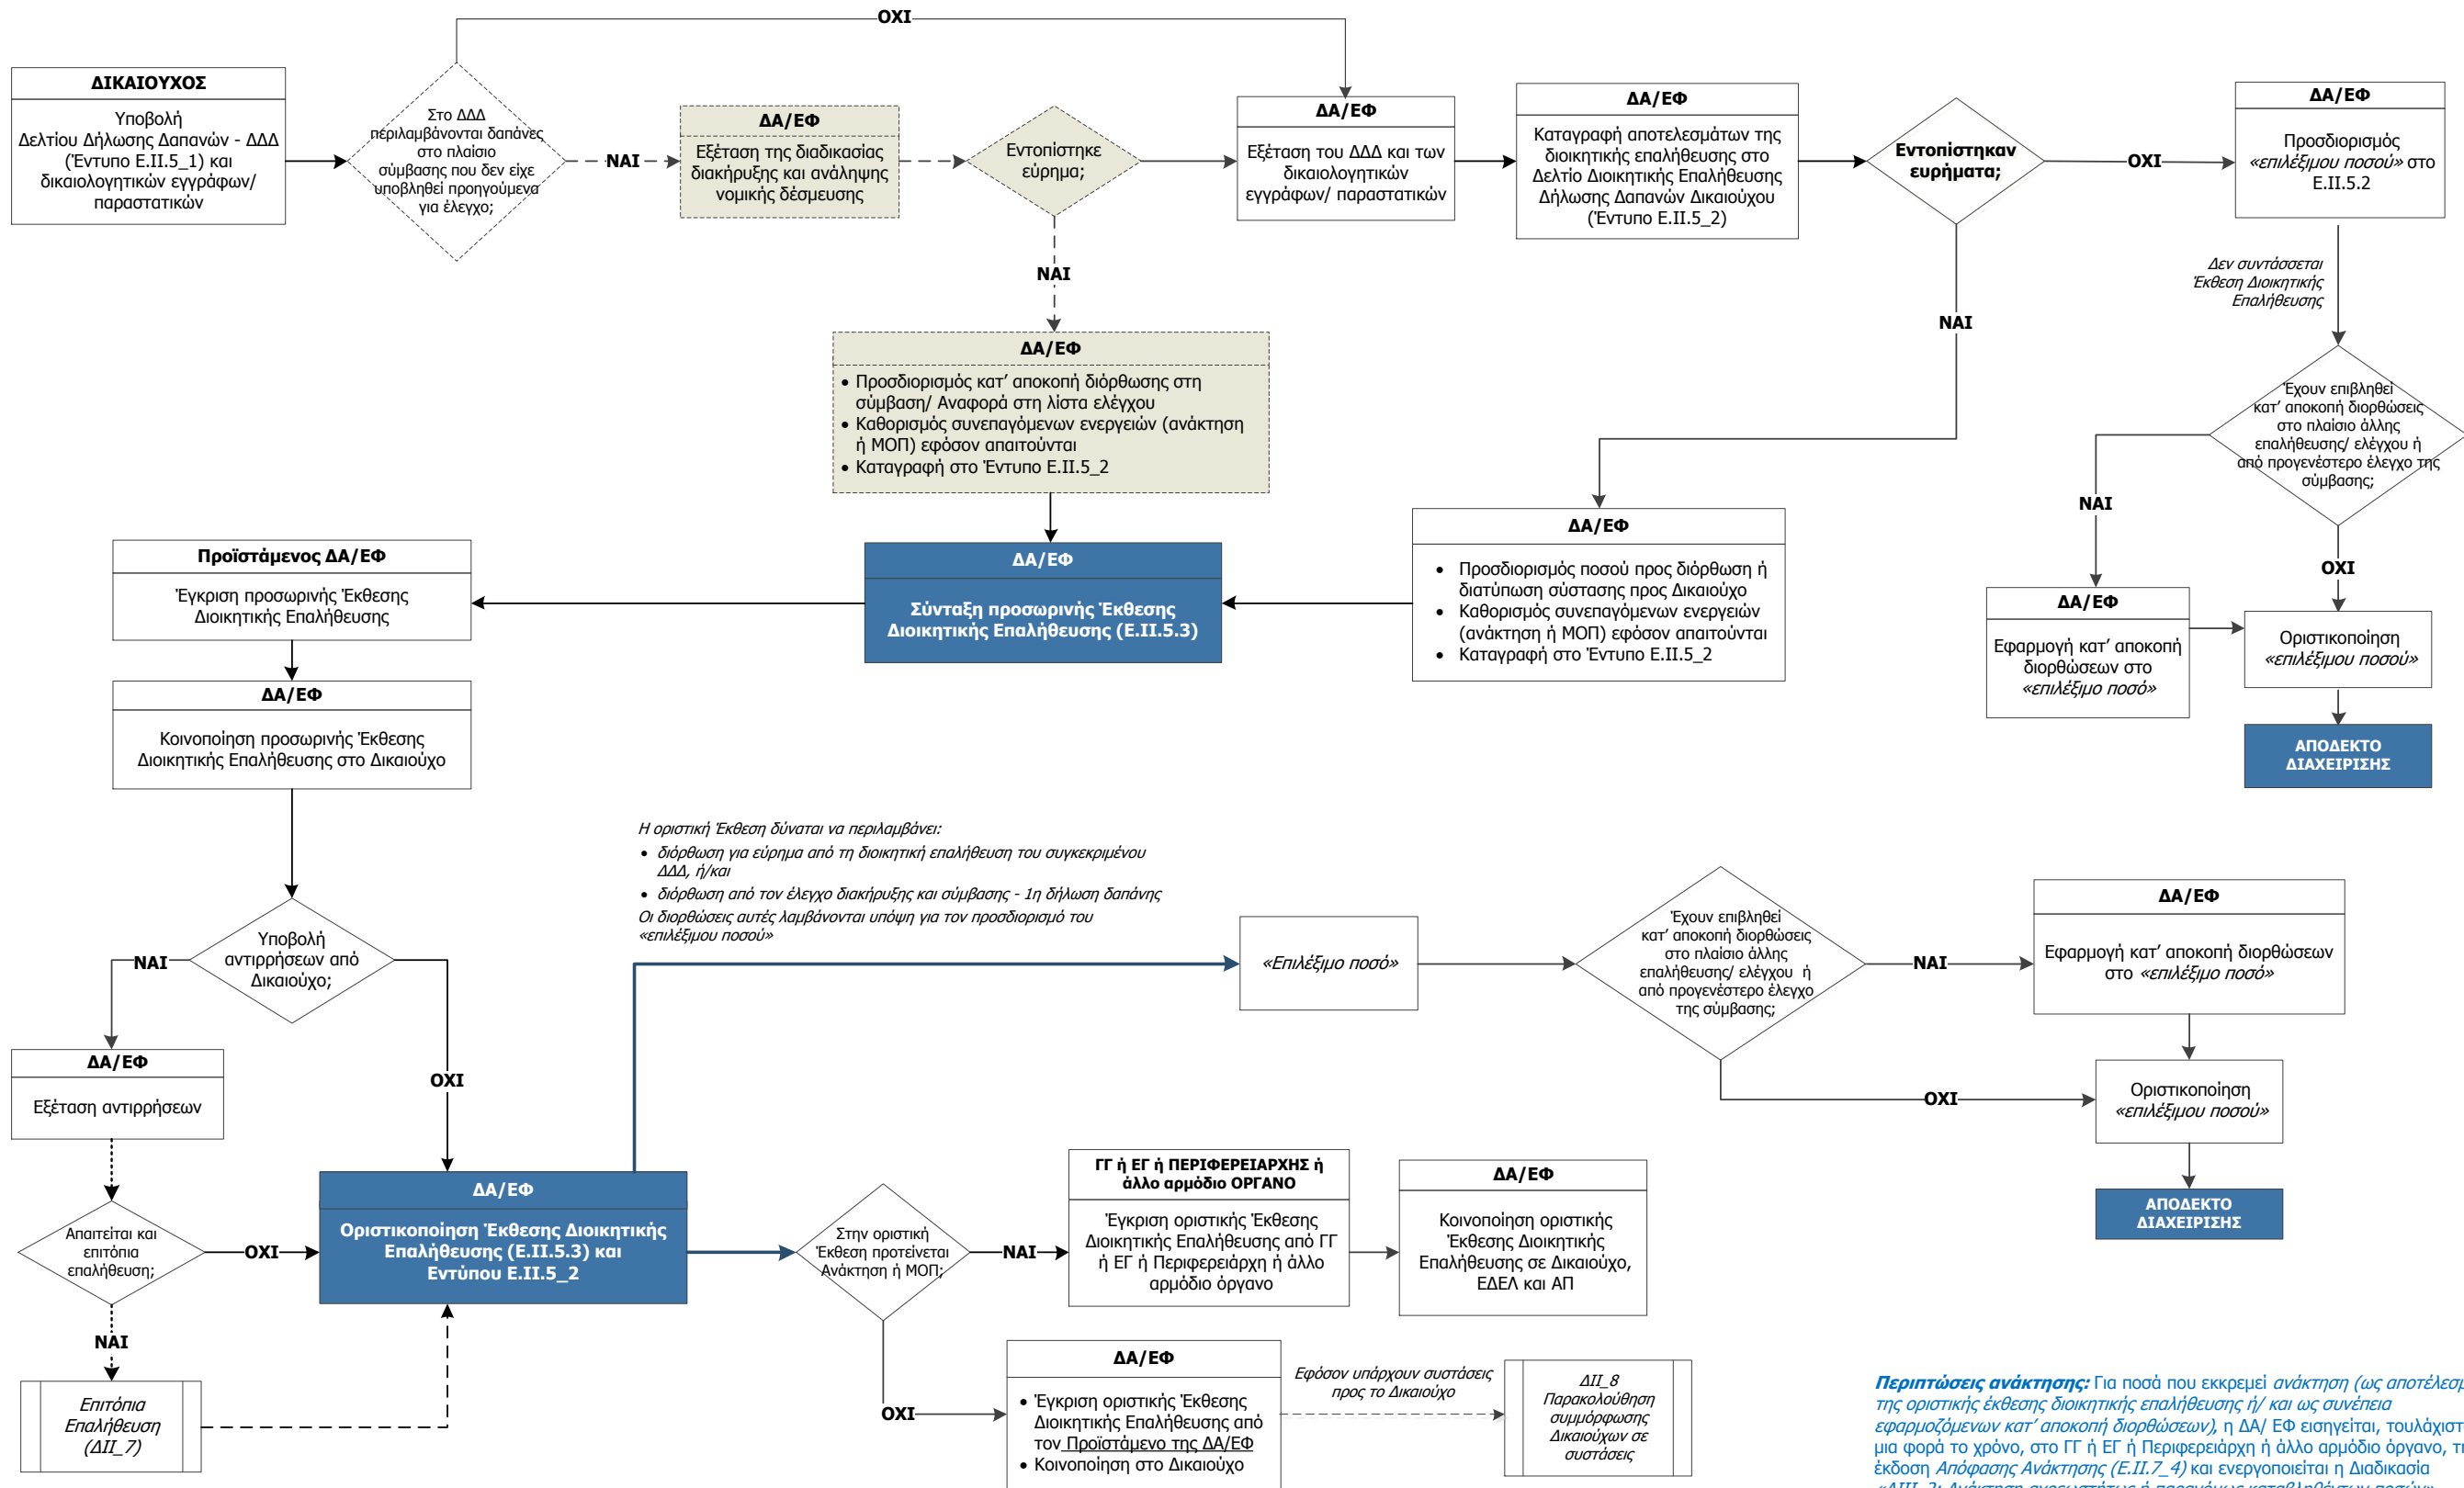 ΟΧΙ
ΔΙΚΑΙΟΥΧΟΣ
Υποβολή
Δελτίου Δήλωσης Δαπανών - ΔΔΔ
(Έντυπο Ε.ΙΙ.5_1) και
δικαιολογητικών εγγράφων/
παραστατικών
Στο ΔΔΔ
περιλαμβάνονται δαπάνες
στο πλαίσιο
σύμβασης που δεν είχε
υποβληθεί προηγούμενα
για έλεγχο;
ΝΑΙ
ΔΑ/ΕΦ
Εξέταση της διαδικασίας
διακήρυξης και ανάληψης
νομικής δέσμευσης
Εντοπίστηκε
εύρημα;
ΔΑ/ΕΦ
Εξέταση του ΔΔΔ και των
δικαιολογητικών
εγγράφων/ παραστατικών
ΔΑ/ΕΦ
Καταγραφή αποτελεσμάτων της
διοικητικής επαλήθευσης στο
Δελτίο Διοικητικής Επαλήθευσης
Δήλωσης Δαπανών Δικαιούχου
(Έντυπο Ε.ΙΙ.5_2)
Εντοπίστηκαν
ευρήματα;
ΟΧΙ
ΔΑ/ΕΦ
Προσδιορισμός
«επιλέξιμου ποσού» στο
Ε.ΙΙ.5.2
ΝΑΙ
ΝΑΙ
Δεν συντάσσεται
Έκθεση Διοικητικής
Επαλήθευσης
ΔΑ/ΕΦ
• Προσδιορισμός κατ’ αποκοπή διόρθωσης στη
σύμβαση/ Αναφορά στη λίστα ελέγχου
• Καθορισμός συνεπαγόμενων ενεργειών (ανάκτηση
ή ΜΟΠ) εφόσον απαιτούνται
• Καταγραφή στο Έντυπο Ε.ΙΙ.5_2
Έχουν επιβληθεί
κατ’ αποκοπή διορθώσεις
στο πλαίσιο άλλης
επαλήθευσης/ ελέγχου ή
από προγενέστερο έλεγχο της
σύμβασης;
ΝΑΙ
ΟΧΙ
Προϊστάμενος ΔΑ/ΕΦ
Έγκριση προσωρινής Έκθεσης
Διοικητικής Επαλήθευσης
ΔΑ/ΕΦ
Σύνταξη προσωρινής Έκθεσης
Διοικητικής Επαλήθευσης (Ε.ΙΙ.5.3)
ΔΑ/ΕΦ
• Προσδιορισμός ποσού προς διόρθωση ή
διατύπωση σύστασης προς Δικαιούχο
• Καθορισμός συνεπαγόμενων ενεργειών
(ανάκτηση ή ΜΟΠ) εφόσον απαιτούνται
• Καταγραφή στο Έντυπο Ε.ΙΙ.5_2
ΔΑ/ΕΦ
Εφαρμογή κατ’ αποκοπή
διορθώσεων στο
«επιλέξιμο ποσό»
Οριστικοποίηση
«επιλέξιμου ποσού»
ΑΠΟΔΕΚΤΟ
ΔΙΑΧΕΙΡΙΣΗΣ
ΔΑ/ΕΦ
Κοινοποίηση προσωρινής Έκθεσης
Διοικητικής Επαλήθευσης στο Δικαιούχο
Η οριστική Έκθεση δύναται να περιλαμβάνει:
• διόρθωση για εύρημα από τη διοικητική επαλήθευση του συγκεκριμένου
ΔΔΔ, ή/και
• διόρθωση από τον έλεγχο διακήρυξης και σύμβασης - 1η δήλωση δαπάνης
Οι διορθώσεις αυτές λαμβάνονται υπόψη για τον προσδιορισμό του
«επιλέξιμου ποσού»
Υποβολή
αντιρρήσεων από
Δικαιούχο;
ΝΑΙ
ΟΧΙ
«Επιλέξιμο ποσό»
Έχουν επιβληθεί
κατ’ αποκοπή διορθώσεις
στο πλαίσιο άλλης
επαλήθευσης/ ελέγχου ή
από προγενέστερο έλεγχο
της σύμβασης;
ΝΑΙ
ΔΑ/ΕΦ
Εφαρμογή κατ’ αποκοπή διορθώσεων
στο «επιλέξιμο ποσό»
ΟΧΙ
Οριστικοποίηση
«επιλέξιμου ποσού»
ΑΠΟΔΕΚΤΟ
ΔΙΑΧΕΙΡΙΣΗΣ
ΔΑ/ΕΦ
Εξέταση αντιρρήσεων
Απαιτείται και
επιτόπια
επαλήθευση;
ΟΧΙ
ΝΑΙ
Επιτόπια
Επαλήθευση
(ΔΙΙ_7)
ΔΑ/ΕΦ
Οριστικοποίηση Έκθεσης Διοικητικής
Επαλήθευσης (Ε.ΙΙ.5.3) και
Εντύπου Ε.ΙΙ.5_2
Στην οριστική
Έκθεση προτείνεται
Ανάκτηση ή ΜΟΠ;
ΝΑΙ
ΓΓ ή ΕΓ ή ΠΕΡΙΦΕΡΕΙΑΡΧΗΣ ή
άλλο αρμόδιο ΟΡΓΑΝΟ
Έγκριση οριστικής Έκθεσης
Διοικητικής Επαλήθευσης από ΓΓ
ή ΕΓ ή Περιφερειάρχη ή άλλο
αρμόδιο όργανο
ΔΑ/ΕΦ
Κοινοποίηση οριστικής
Έκθεσης Διοικητικής
Επαλήθευσης σε Δικαιούχο,
ΕΔΕΛ και ΑΠ
ΟΧΙ
ΔΑ/ΕΦ
• Έγκριση οριστικής Έκθεσης
Διοικητικής Επαλήθευσης από
τον Προϊστάμενο της ΔΑ/ΕΦ
• Κοινοποίηση στο Δικαιούχο
Εφόσον υπάρχουν συστάσεις
προς το Δικαιούχο
ΔΙΙ_8
Παρακολούθηση
συμμόρφωσης
Δικαιούχων σε
συστάσεις
Περιπτώσεις ανάκτησης: Για ποσά που εκκρεμεί ανάκτηση (ως
της οριστικής έκθεσης διοικητικής επαλήθευσης ή/ και ως συνέπεια
εφαρμοζόμενων κατ’ αποκοπή διορθώσεων), η ΔΑ/ ΕΦ εισηγείται,
μια φορά το χρόνο, στο ΓΓ ή ΕΓ ή Περιφερειάρχη ή άλλο αρμόδιο όργανο,
έκδοση Απόφασης Ανάκτησης (Ε.ΙΙ.7_4) και ενεργοποιείται η Διαδικασία